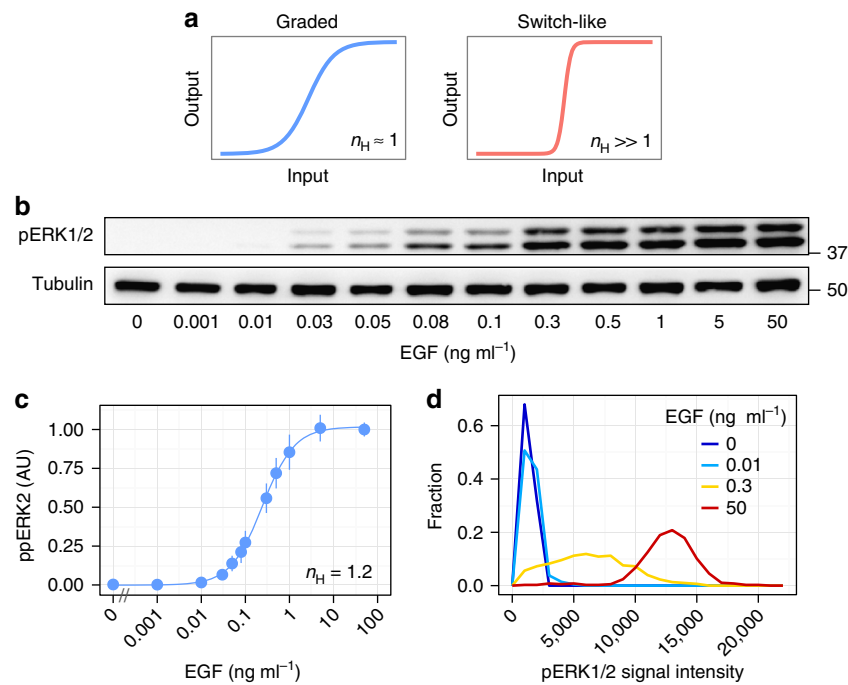 a
Graded
Switch-like
Output
n_H ≈ 1
Input
Output
n_H >> 1
Input
b
pERK1/2
37
Tubulin
50
0 0.001 0.01 0.03 0.05 0.08 0.1 0.3 0.5 1 5 50
EGF (ng ml⁻¹)
c
ppERK2 (AU)
1.00
0.75
0.50
0.25
0.00
n_H = 1.2
0 0.001 0.01 0.1 1 10 100
EGF (ng ml⁻¹)
d
Fraction
0.6
0.4
0.2
0.0
EGF (ng ml⁻¹)
0
0.01
0.3
50
0 5,000 10,000 15,000 20,000
pERK1/2 signal intensity